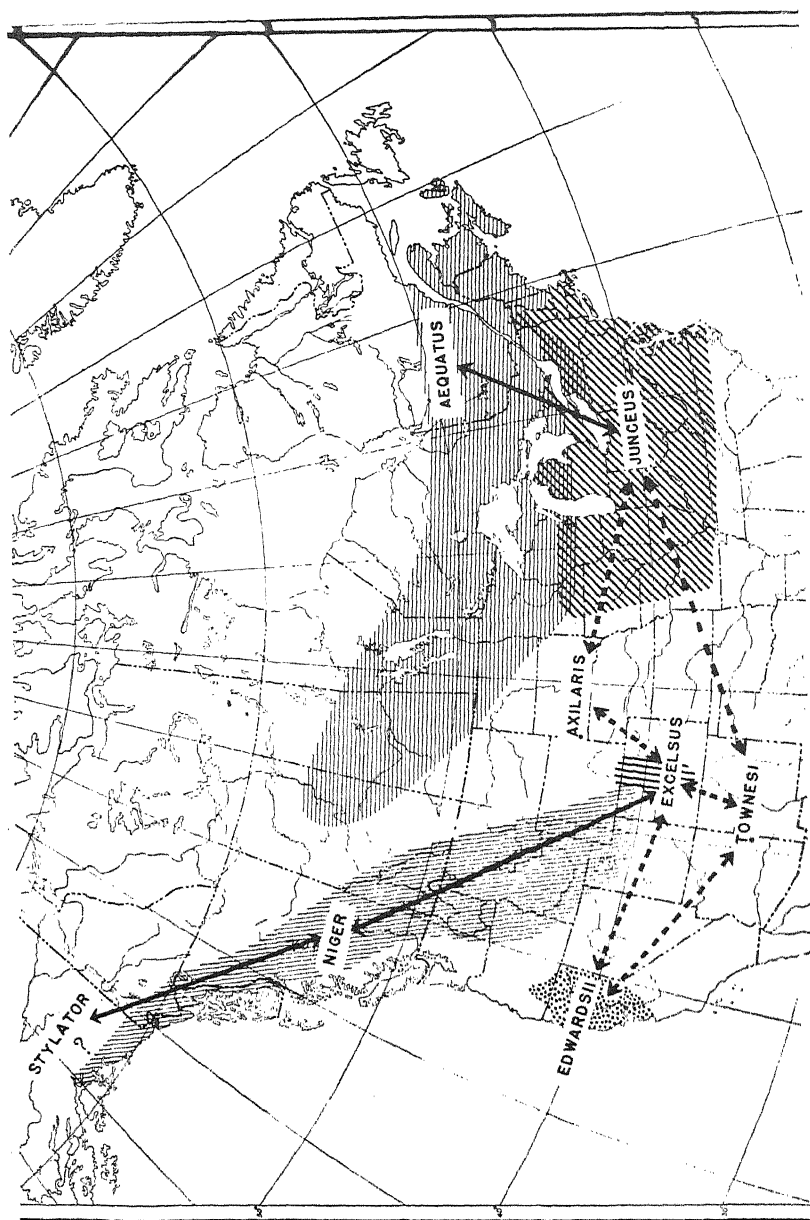 AEQUATUS
JUNCEUS
AXILARIS
EXCELSUS
TOWNESI
NIGER
STYLATOR
?
EDWARDSII